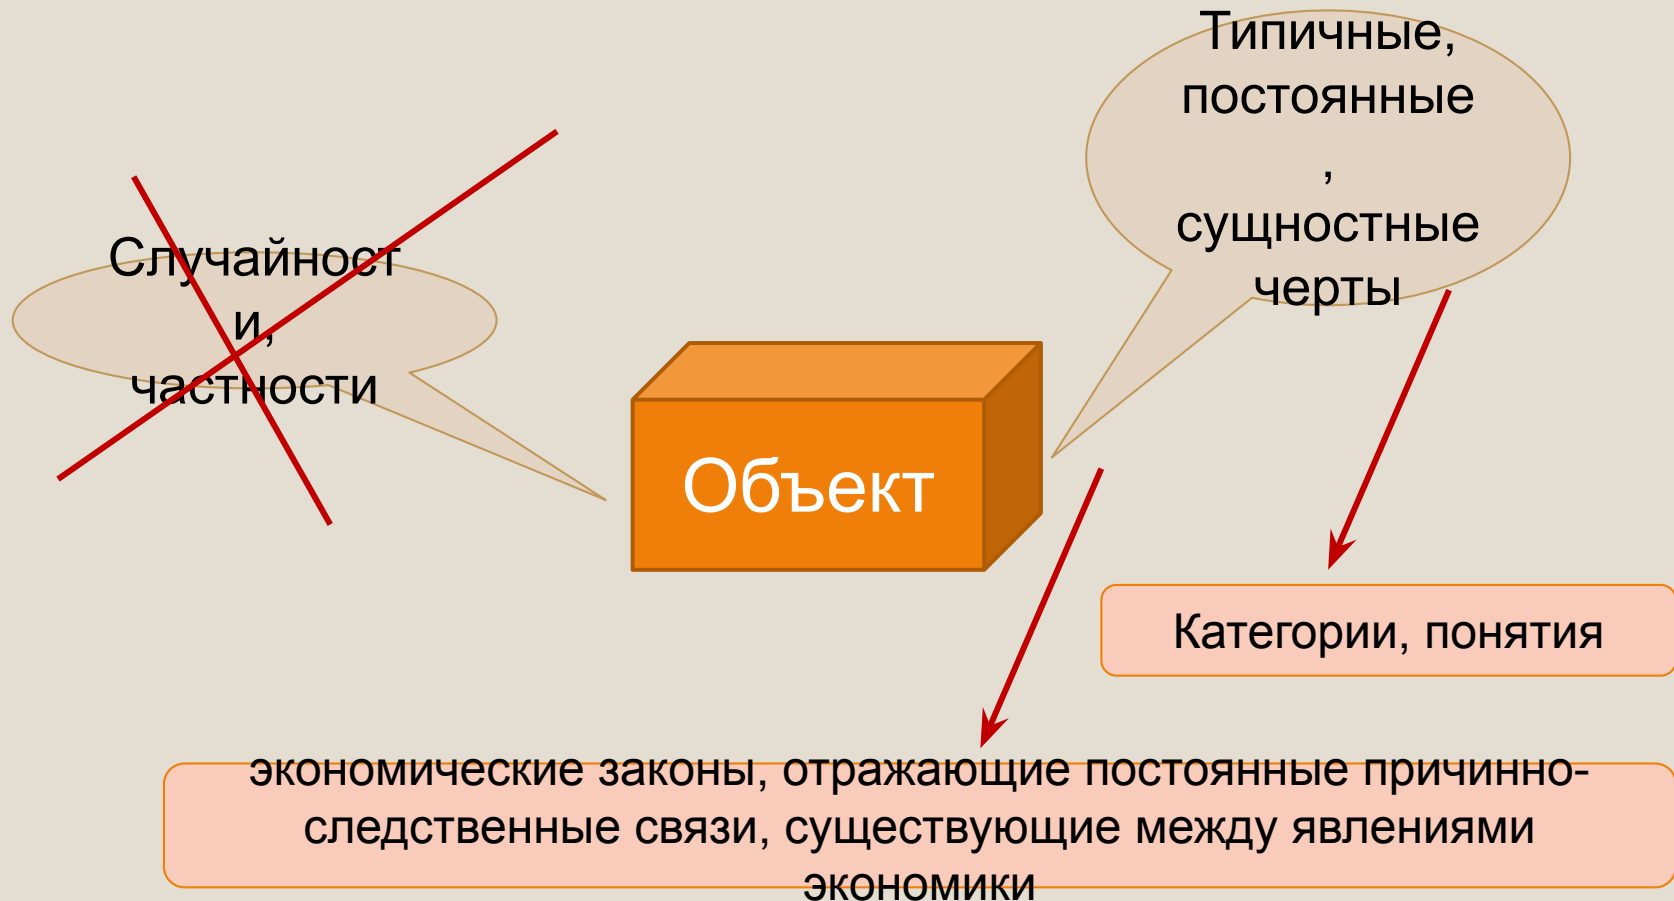 Типичные,
постоянные
,
сущностные
черты
Случайност
и,
частности
Объект
Категории, понятия
экономические законы, отражающие постоянные причинно-
следственные связи, существующие между явлениями
экономики